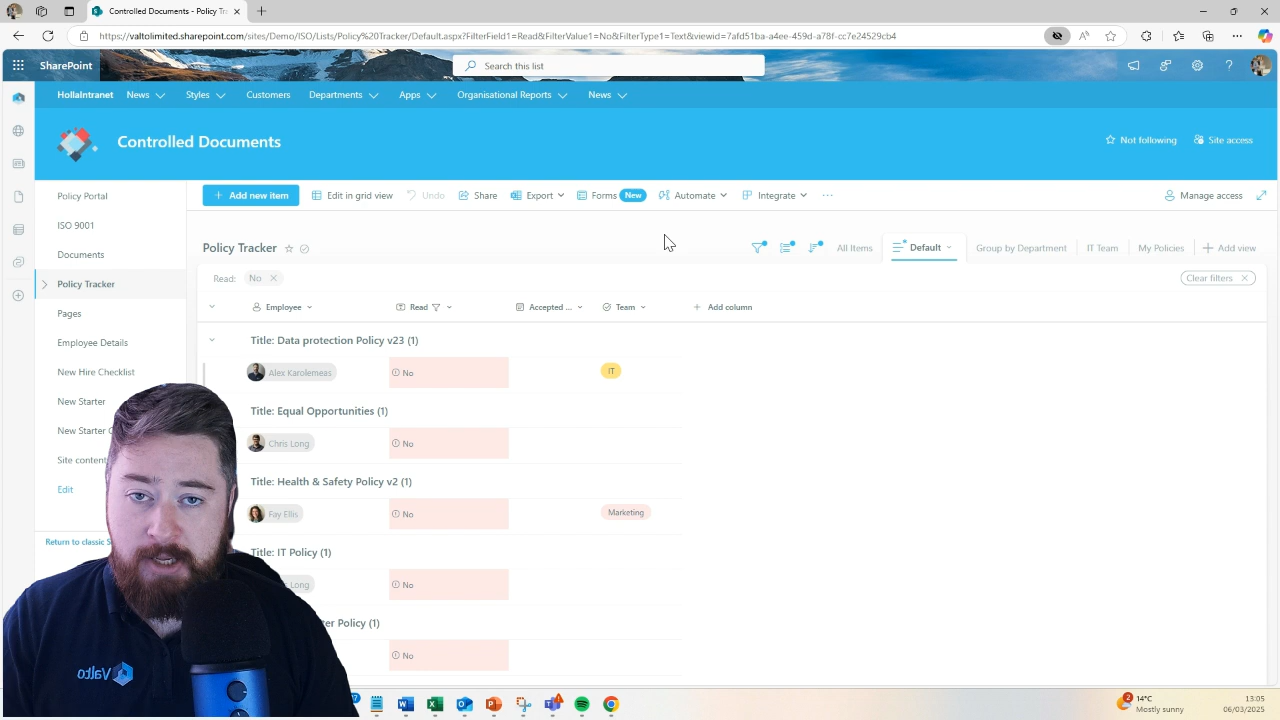 Controlled Documents - Policy Tr
https://valtolimited.sharepoint.com/sites/Demo/ISO/Lists/Policy%20Tracker/Default.aspx?FilterField1=Read&FilterValue1=No&FilterType1=Text&viewid=7afd51ba-a4ee-459d-a78f-cc7e24529cb4
SharePoint
Search this list
HollaIntranet News Styles Customers Departments Apps Organisational Reports News
Controlled Documents
Not following Site access
Policy Portal
ISO 9001
Documents
Policy Tracker
Pages
Employee Details
New Hire Checklist
New Starter
New Starter
Site content
Edit
Return to classic S
Add new item Edit in grid view Undo Share Export Forms New Automate Integrate ... Manage access
Policy Tracker
All Items Default Group by Department IT Team My Policies Add view
Read: No Clear filters
Employee Read Accepted ... Team Add column
Title: Data protection Policy v23 (1)
Alex Karolemeas No IT
Title: Equal Opportunities (1)
Chris Long No
Title: Health & Safety Policy v2 (1)
Fay Ellis No Marketing
Title: IT Policy (1)
Long No
Policy (1)
No
Valto
2 14°C 13:05
Mostly sunny 06/03/2025